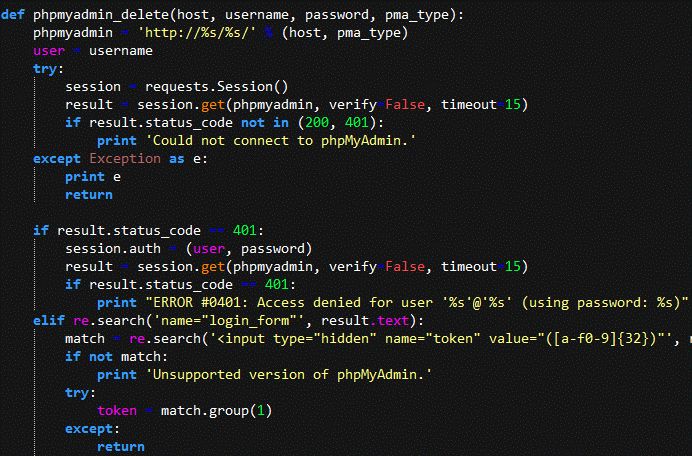 def phpmyadmin_delete(host, username, password, pma_type):
    phpmyadmin = 'http://%s/%s/' % (host, pma_type)
    user = username
    try:
        session = requests.Session()
        result = session.get(phpmyadmin, verify=False, timeout=15)
        if result.status_code not in (200, 401):
            print 'Could not connect to phpMyAdmin.'
    except Exception as e:
        print e
        return

    if result.status_code == 401:
        session.auth = (user, password)
        result = session.get(phpmyadmin, verify=False, timeout=15)
        if result.status_code == 401:
            print "ERROR #0401: Access denied for user '%s'@'%s' (using password: %s)"
    elif re.search('name="login_form"', result.text):
        match = re.search('<input type="hidden" name="token" value="([a-f0-9]{32})"',
        if not match:
            print 'Unsupported version of phpMyAdmin.'
        try:
            token = match.group(1)
        except:
            return